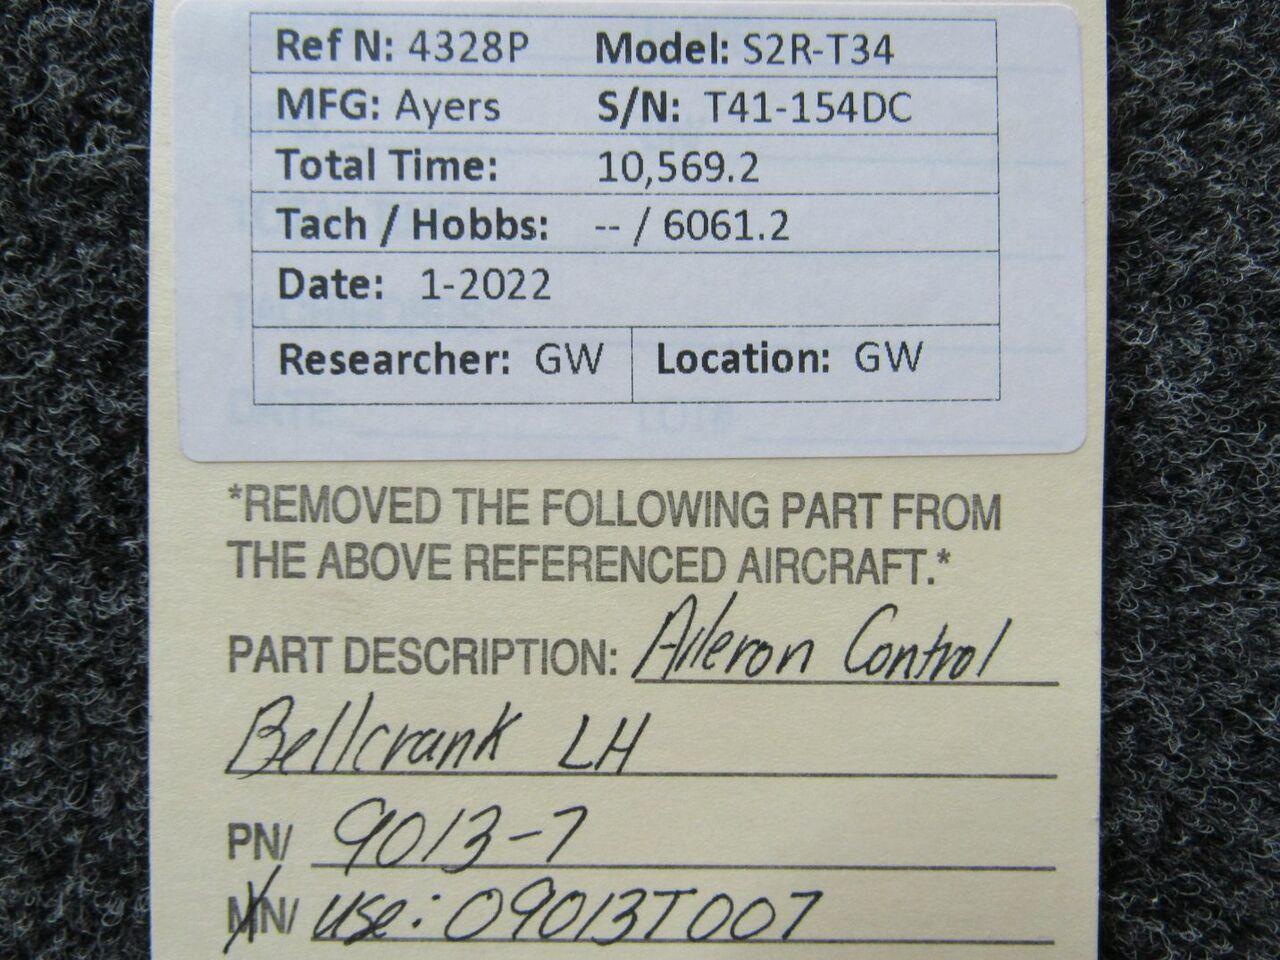 Ref N: 4328P Model: S2R-T34
MFG: Ayers S/N: T41-154DC
Total Time: 10,569.2
Tach / Hobbs: -- / 6061.2
Date: 1-2022
Researcher: GW Location: GW
*REMOVED THE FOLLOWING PART FROM
THE ABOVE REFERENCED AIRCRAFT.*
PART DESCRIPTION: Aileron Control
Bellcrank LH
PN/ 9013-7
MN/ use: 09013T007